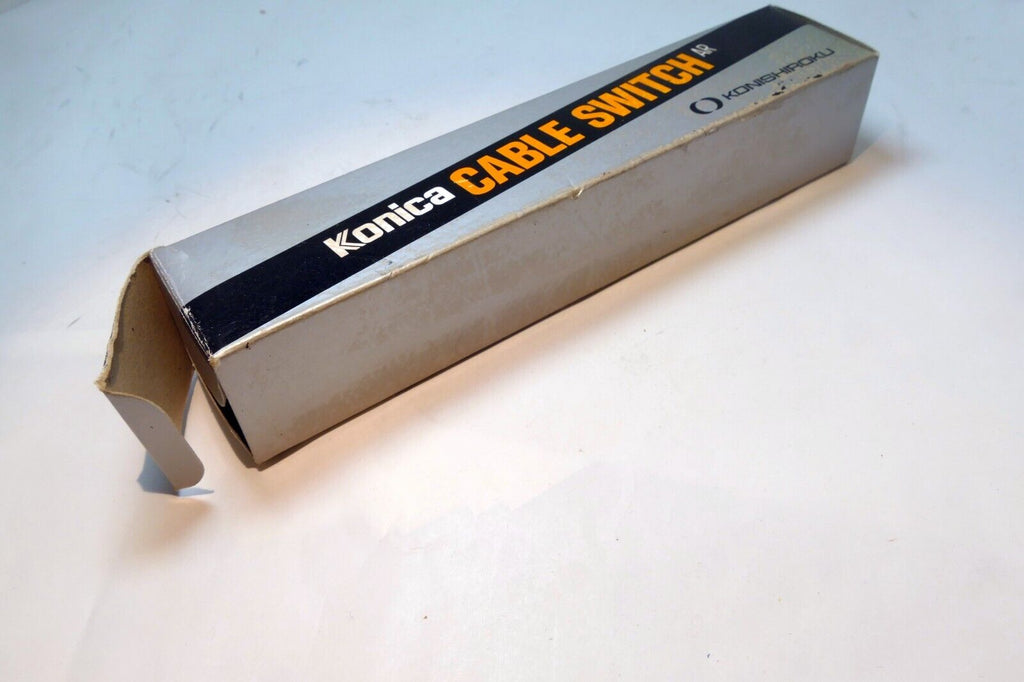 Konica CABLE SWITCH AR
KONISHIROKU